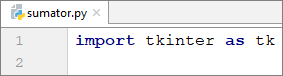 sumator.py ×
1 import tkinter as tk
2